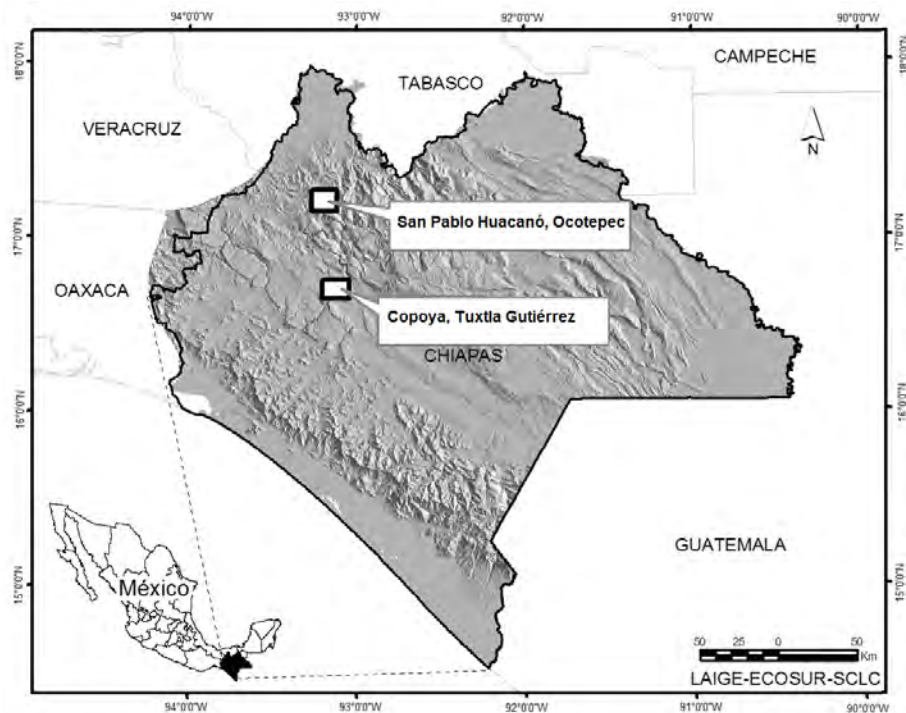 94°0'0"W 93°0'0"W 92°0'0"W 91°0'0"W 90°0'0"W
18°0'0"N
18°0'0"N
CAMPECHE
TABASCO
VERACRUZ
N
San Pablo Huacanó, Ocotepec
17°0'0"N
17°0'0"N
OAXACA
Copoya, Tuxtla Gutiérrez
CHIAPAS
16°0'0"N
16°0'0"N
GUATEMALA
15°0'0"N
15°0'0"N
México
50 25 0 50
Km
LAIGE-ECOSUR-SCLC
94°0'0"W 93°0'0"W 92°0'0"W 91°0'0"W 90°0'0"W